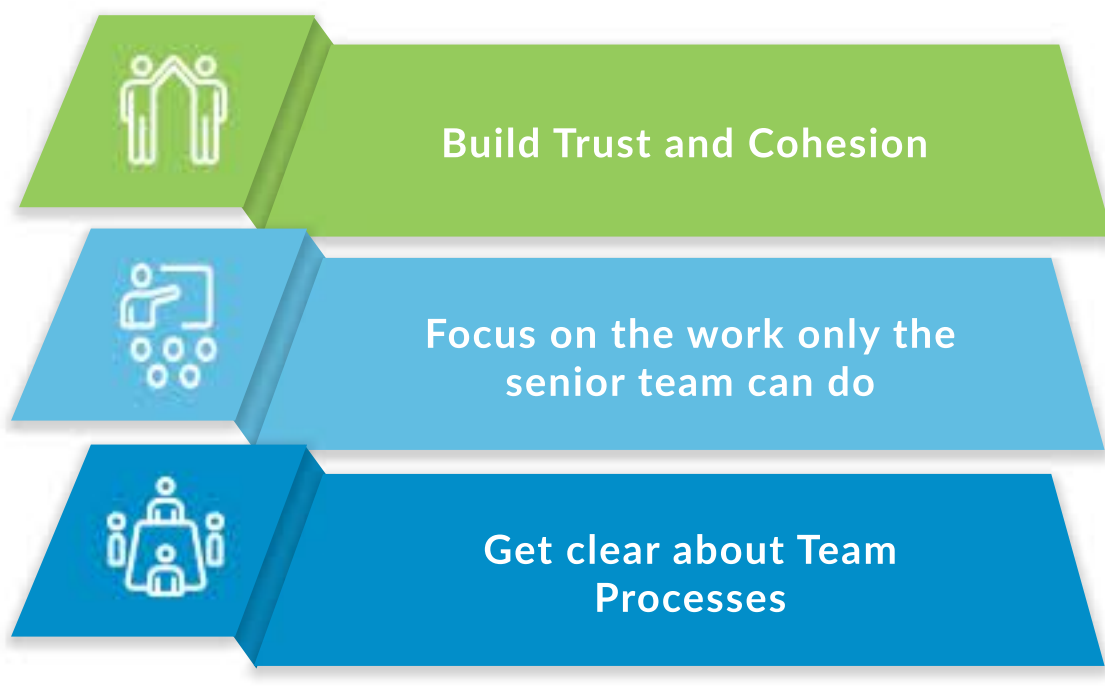 Build Trust and Cohesion
Focus on the work only the
senior team can do
Get clear about Team
Processes